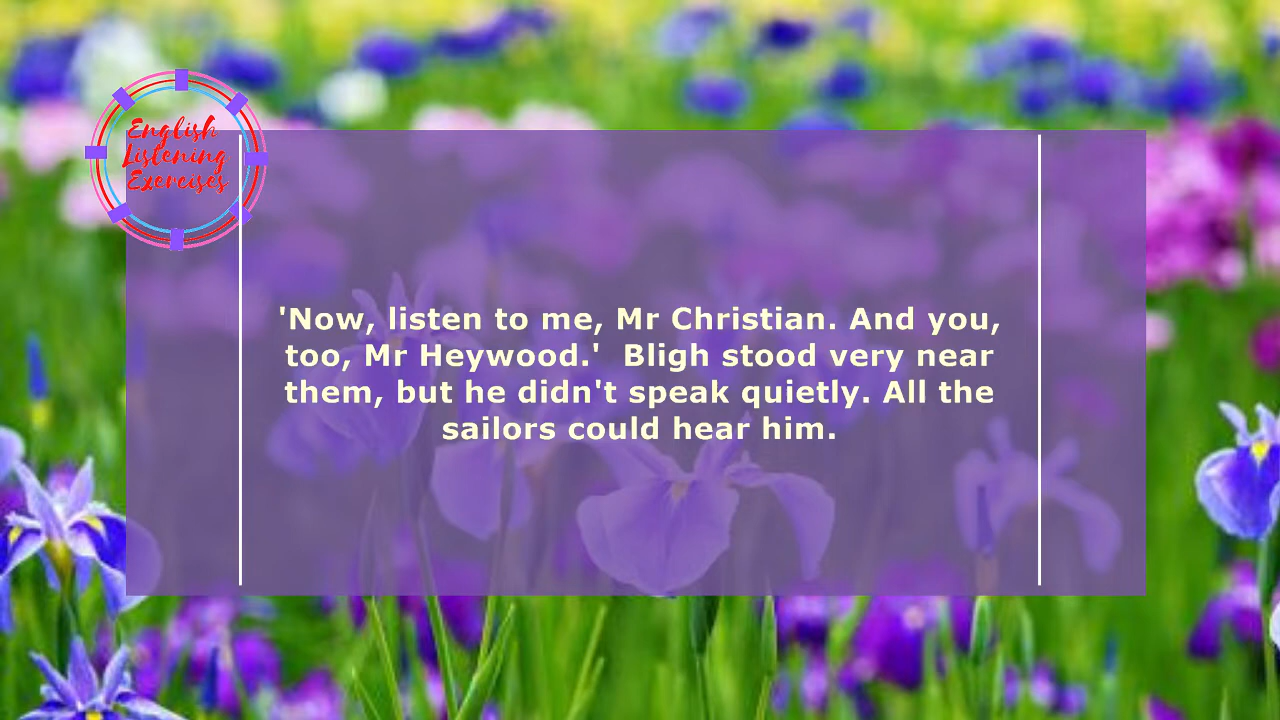 English
Listening
Exercises
'Now, listen to me, Mr Christian. And you,
too, Mr Heywood.'  Bligh stood very near
them, but he didn't speak quietly. All the
sailors could hear him.